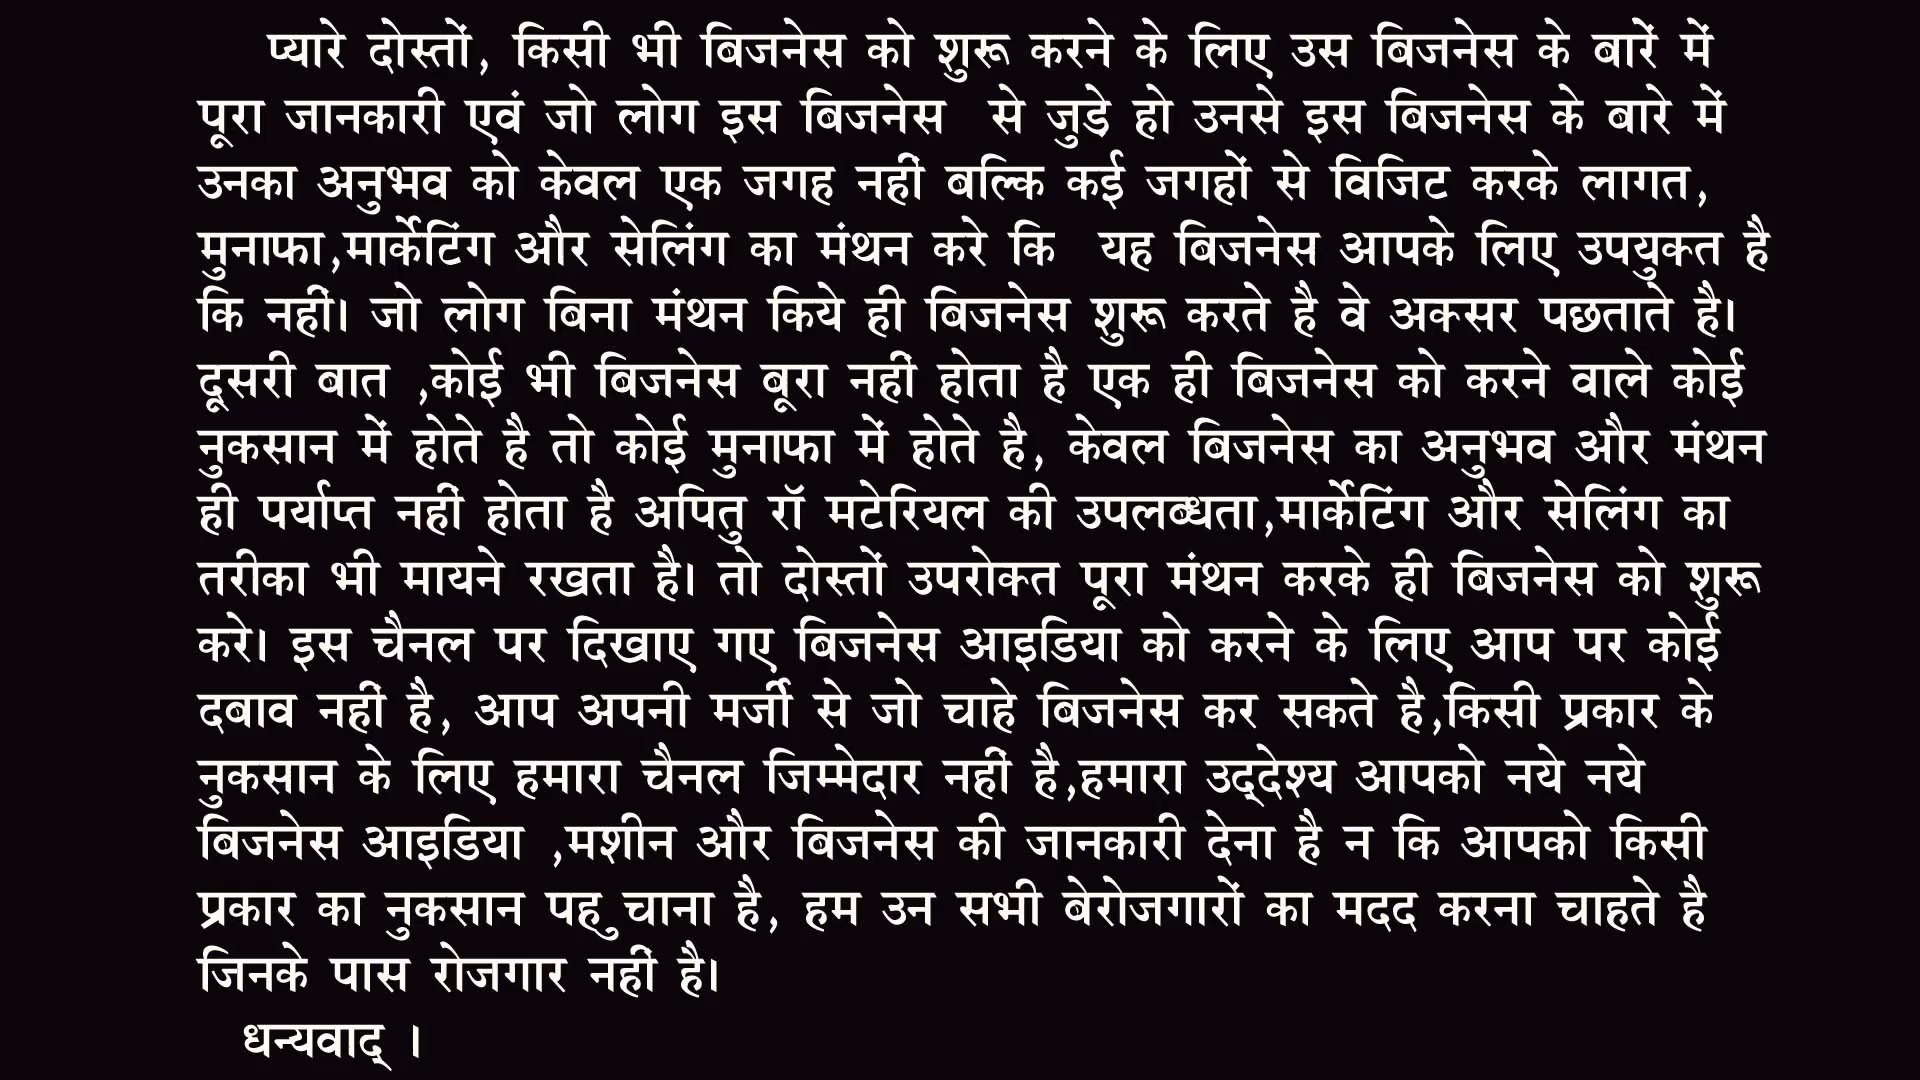 प्यारे दोस्तों, किसी भी बिजनेस को शुरू करने के लिए उस बिजनेस के बारें में
पूरा जानकारी एवं जो लोग इस बिजनेस से जुड़े हो उनसे इस बिजनेस के बारे में
उनका अनुभव को केवल एक जगह नहीं बल्कि कई जगहों से विजिट करके लागत,
मुनाफा,मार्केटिंग और सेलिंग का मंथन करे कि यह बिजनेस आपके लिए उपयुक्त है
कि नहीं। जो लोग बिना मंथन किये ही बिजनेस शुरू करते है वे अक्सर पछताते है।
दूसरी बात ,कोई भी बिजनेस बूरा नहीं होता है एक ही बिजनेस को करने वाले कोई
नुकसान में होते है तो कोई मुनाफा में होते है, केवल बिजनेस का अनुभव और मंथन
ही पर्याप्त नहीं होता है अपितु रॉ मटेरियल की उपलब्धता,मार्केटिंग और सेलिंग का
तरीका भी मायने रखता है। तो दोस्तों उपरोक्त पूरा मंथन करके ही बिजनेस को शुरू
करे। इस चैनल पर दिखाए गए बिजनेस आइडिया को करने के लिए आप पर कोई
दबाव नहीं है, आप अपनी मर्जी से जो चाहे बिजनेस कर सकते है,किसी प्रकार के
नुकसान के लिए हमारा चैनल जिम्मेदार नहीं है,हमारा उद्देश्य आपको नये नये
बिजनेस आइडिया ,मशीन और बिजनेस की जानकारी देना है न कि आपको किसी
प्रकार का नुकसान पहुचाना है, हम उन सभी बेरोजगारों का मदद करना चाहते है
जिनके पास रोजगार नहीं है।
धन्यवाद् ।